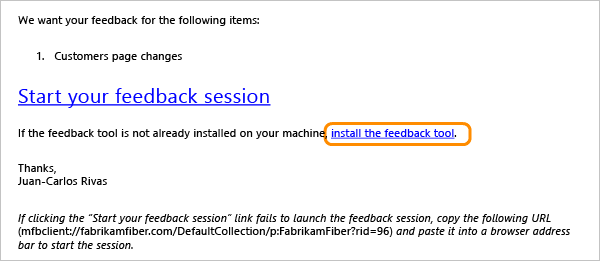 We want your feedback for the following items:
1. Customers page changes
Start your feedback session
If the feedback tool is not already installed on your machine, install the feedback tool.
Thanks,
Juan-Carlos Rivas
If clicking the “Start your feedback session” link fails to launch the feedback session, copy the following URL
(mfbclient://fabrikamfiber.com/DefaultCollection/p:FabrikamFiber?rid=96) and paste it into a browser address
bar to start the session.